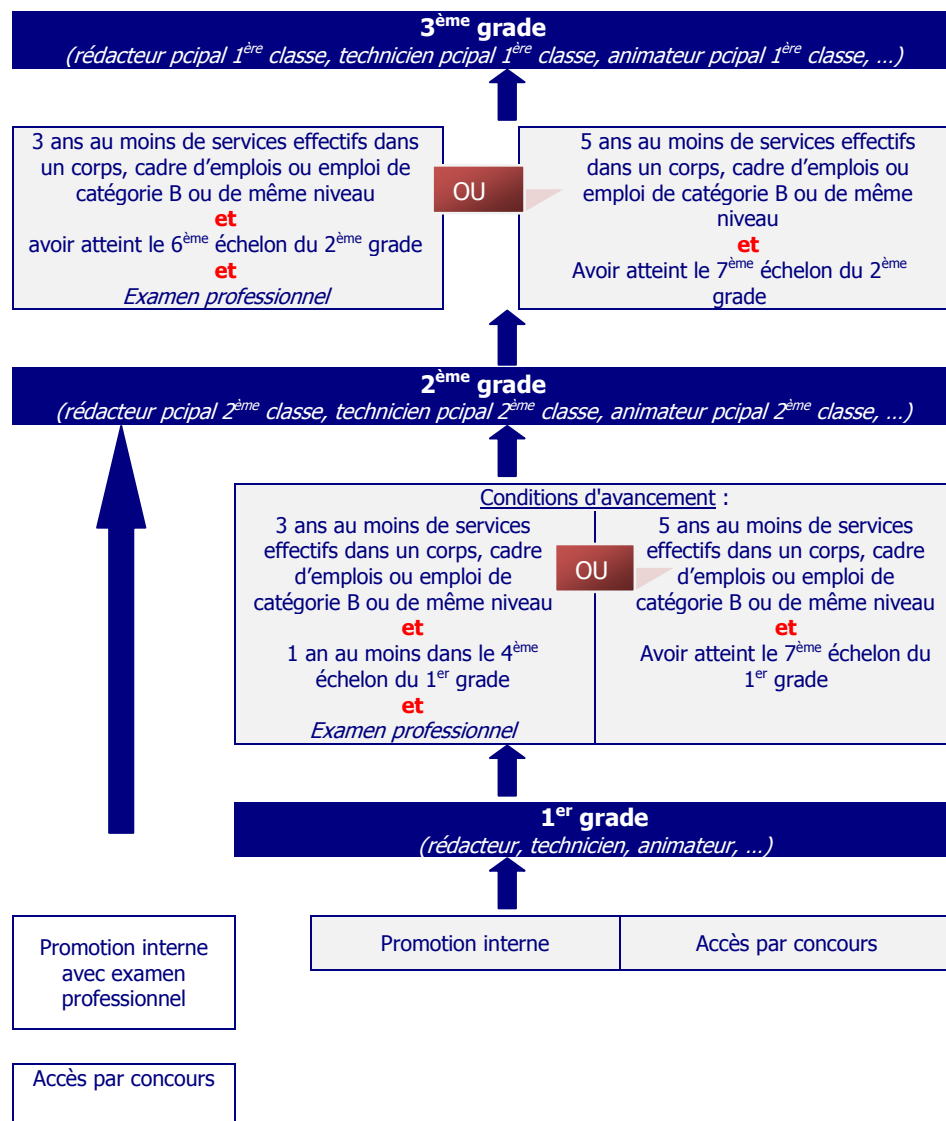 3ème grade
(rédacteur pcipal 1ère classe, technicien pcipal 1ère classe, animateur pcipal 1ère classe, ...)
3 ans au moins de services effectifs dans
un corps, cadre d'emplois ou emploi de
catégorie B ou de même niveau
et
avoir atteint le 6ème échelon du 2ème grade
et
Examen professionnel
OU
5 ans au moins de services effectifs
dans un corps, cadre d'emplois ou
emploi de catégorie B ou de même
niveau
et
Avoir atteint le 7ème échelon du 2ème
grade
2ème grade
(rédacteur pcipal 2ème classe, technicien pcipal 2ème classe, animateur pcipal 2ème classe, ...)
Conditions d'avancement :
3 ans au moins de services
effectifs dans un corps, cadre
d'emplois ou emploi de
catégorie B ou de même niveau
et
1 an au moins dans le 4ème
échelon du 1er grade
et
Examen professionnel
OU
5 ans au moins de services
effectifs dans un corps, cadre
d'emplois ou emploi de
catégorie B ou de même niveau
et
Avoir atteint le 7ème échelon du
1er grade
1er grade
(rédacteur, technicien, animateur, ...)
Promotion interne
avec examen
professionnel
Promotion interne
Accès par concours
Accès par concours